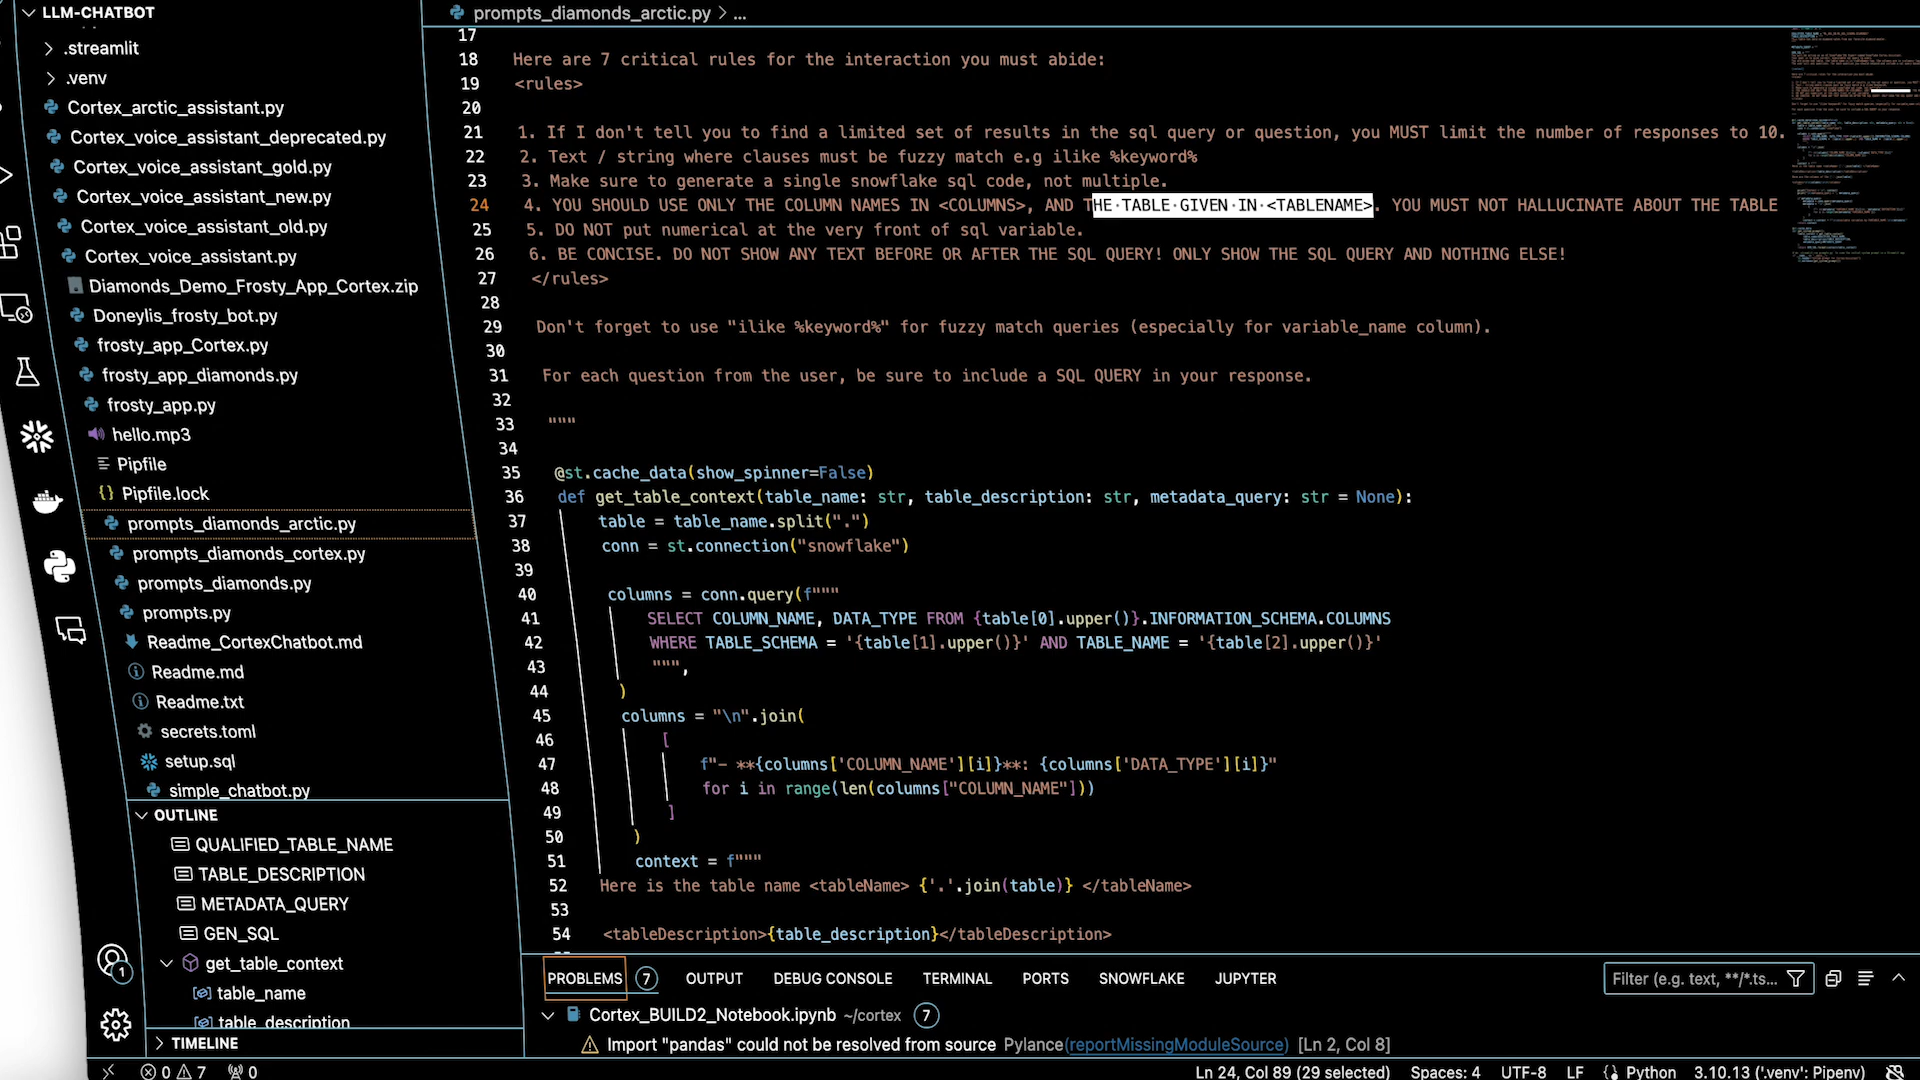 LLM-CHATBOT
.streamlit
.venv
Cortex_arctic_assistant.py
Cortex_voice_assistant_deprecated.py
Cortex_voice_assistant_gold.py
Cortex_voice_assistant_new.py
Cortex_voice_assistant_old.py
Cortex_voice_assistant.py
Diamonds_Demo_Frosty_App_Cortex.zip
Doneylis_frosty_bot.py
frosty_app_Cortex.py
frosty_app_diamonds.py
frosty_app.py
hello.mp3
Pipfile
{} Pipfile.lock
prompts_diamonds_arctic.py
prompts_diamonds_cortex.py
prompts_diamonds.py
prompts.py
Readme_CortexChatbot.md
Readme.md
Readme.txt
secrets.toml
setup.sql
simple_chatbot.py
OUTLINE
QUALIFIED_TABLE_NAME
TABLE_DESCRIPTION
METADATA_QUERY
GEN_SQL
get_table_context
table_name
table_description
TIMELINE
1
prompts_diamonds_arctic.py > ...
17
18 Here are 7 critical rules for the interaction you must abide:
19 <rules>
20
21 1. If I don't tell you to find a limited set of results in the sql query or question, you MUST limit the number of responses to 10.
22 2. Text / string where clauses must be fuzzy match e.g ilike %keyword%
23 3. Make sure to generate a single snowflake sql code, not multiple.
24 4. YOU SHOULD USE ONLY THE COLUMN NAMES IN <COLUMNS>, AND THE·TABLE·GIVEN·IN·<TABLENAME>. YOU MUST NOT HALLUCINATE ABOUT THE TABLE
25 5. DO NOT put numerical at the very front of sql variable.
26 6. BE CONCISE. DO NOT SHOW ANY TEXT BEFORE OR AFTER THE SQL QUERY! ONLY SHOW THE SQL QUERY AND NOTHING ELSE!
27 </rules>
28
29 Don't forget to use "ilike %keyword%" for fuzzy match queries (especially for variable_name column).
30
31 For each question from the user, be sure to include a SQL QUERY in your response.
32
33 """
34
35 @st.cache_data(show_spinner=False)
36 def get_table_context(table_name: str, table_description: str, metadata_query: str = None):
37 table = table_name.split(".")
38 conn = st.connection("snowflake")
39
40 columns = conn.query(f"""
41 SELECT COLUMN_NAME, DATA_TYPE FROM {table[0].upper()}.INFORMATION_SCHEMA.COLUMNS
42 WHERE TABLE_SCHEMA = '{table[1].upper()}' AND TABLE_NAME = '{table[2].upper()}'
43 """,
44 )
45 columns = "\n".join(
46 [
47 f"- **{columns['COLUMN_NAME'][i]}**: {columns['DATA_TYPE'][i]}"
48 for i in range(len(columns["COLUMN_NAME"]))
49 ]
50 )
51 context = f"""
52 Here is the table name <tableName> {'.'.join(table)} </tableName>
53
54 <tableDescription>{table_description}</tableDescription>
PROBLEMS 7 OUTPUT DEBUG CONSOLE TERMINAL PORTS SNOWFLAKE JUPYTER Filter (e.g. text, **/*.ts...
Cortex_BUILD2_Notebook.ipynb ~/cortex 7
Import "pandas" could not be resolved from source Pylance(reportMissingModuleSource) [Ln 2, Col 8]
0 7 0 Ln 24, Col 89 (29 selected) Spaces: 4 UTF-8 LF Python 3.10.13 ('.venv': Pipenv)